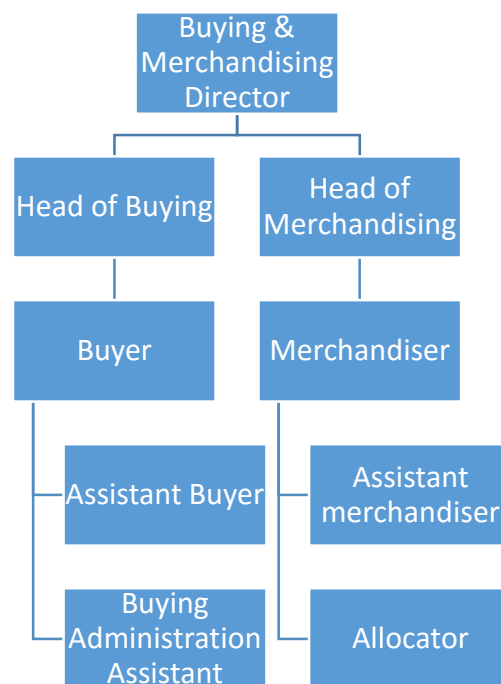 Buying &
Merchandising
Director
Head of Buying
Head of
Merchandising
Buyer
Merchandiser
Assistant Buyer
Assistant
merchandiser
Buying
Administration
Assistant
Allocator